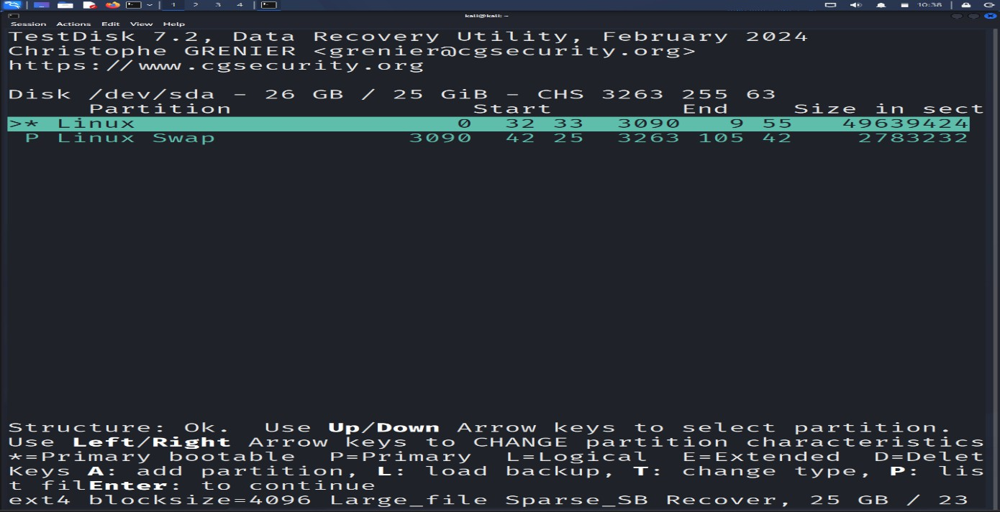 1 2 3 4 10:38
kali@kali: ~
Session Actions Edit View Help
TestDisk 7.2, Data Recovery Utility, February 2024
Christophe GRENIER <grenier@cgsecurity.org>
https://www.cgsecurity.org
Disk /dev/sda - 26 GB / 25 GiB - CHS 3263 255 63
Partition Start End Size in sect
>* Linux 0 32 33 3090 9 55 49639424
P Linux Swap 3090 42 25 3263 105 42 2783232
Structure: Ok. Use Up/Down Arrow keys to select partition.
Use Left/Right Arrow keys to CHANGE partition characteristics
*=Primary bootable P=Primary L=Logical E=Extended D=Delet
Keys A: add partition, L: load backup, T: change type, P: lis
t filEnter: to continue
ext4 blocksize=4096 Large_file Sparse_SB Recover, 25 GB / 23